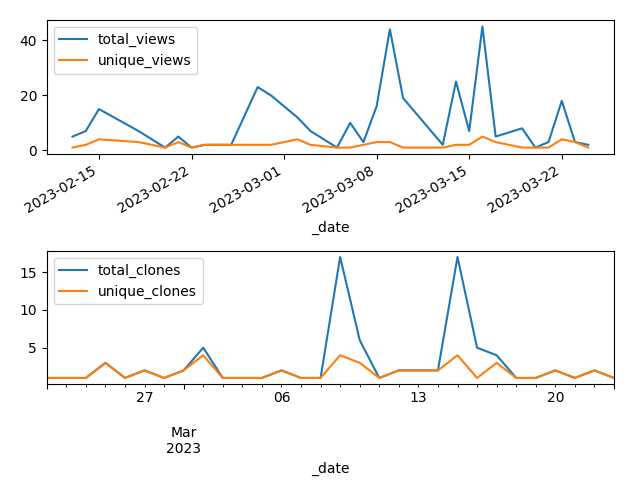 40
20
0
total_views
unique_views
2023-02-15
2023-02-22
2023-03-01
2023-03-08
2023-03-15
2023-03-22
_date
15
10
5
total_clones
unique_clones
27
06
13
20
Mar
2023
_date